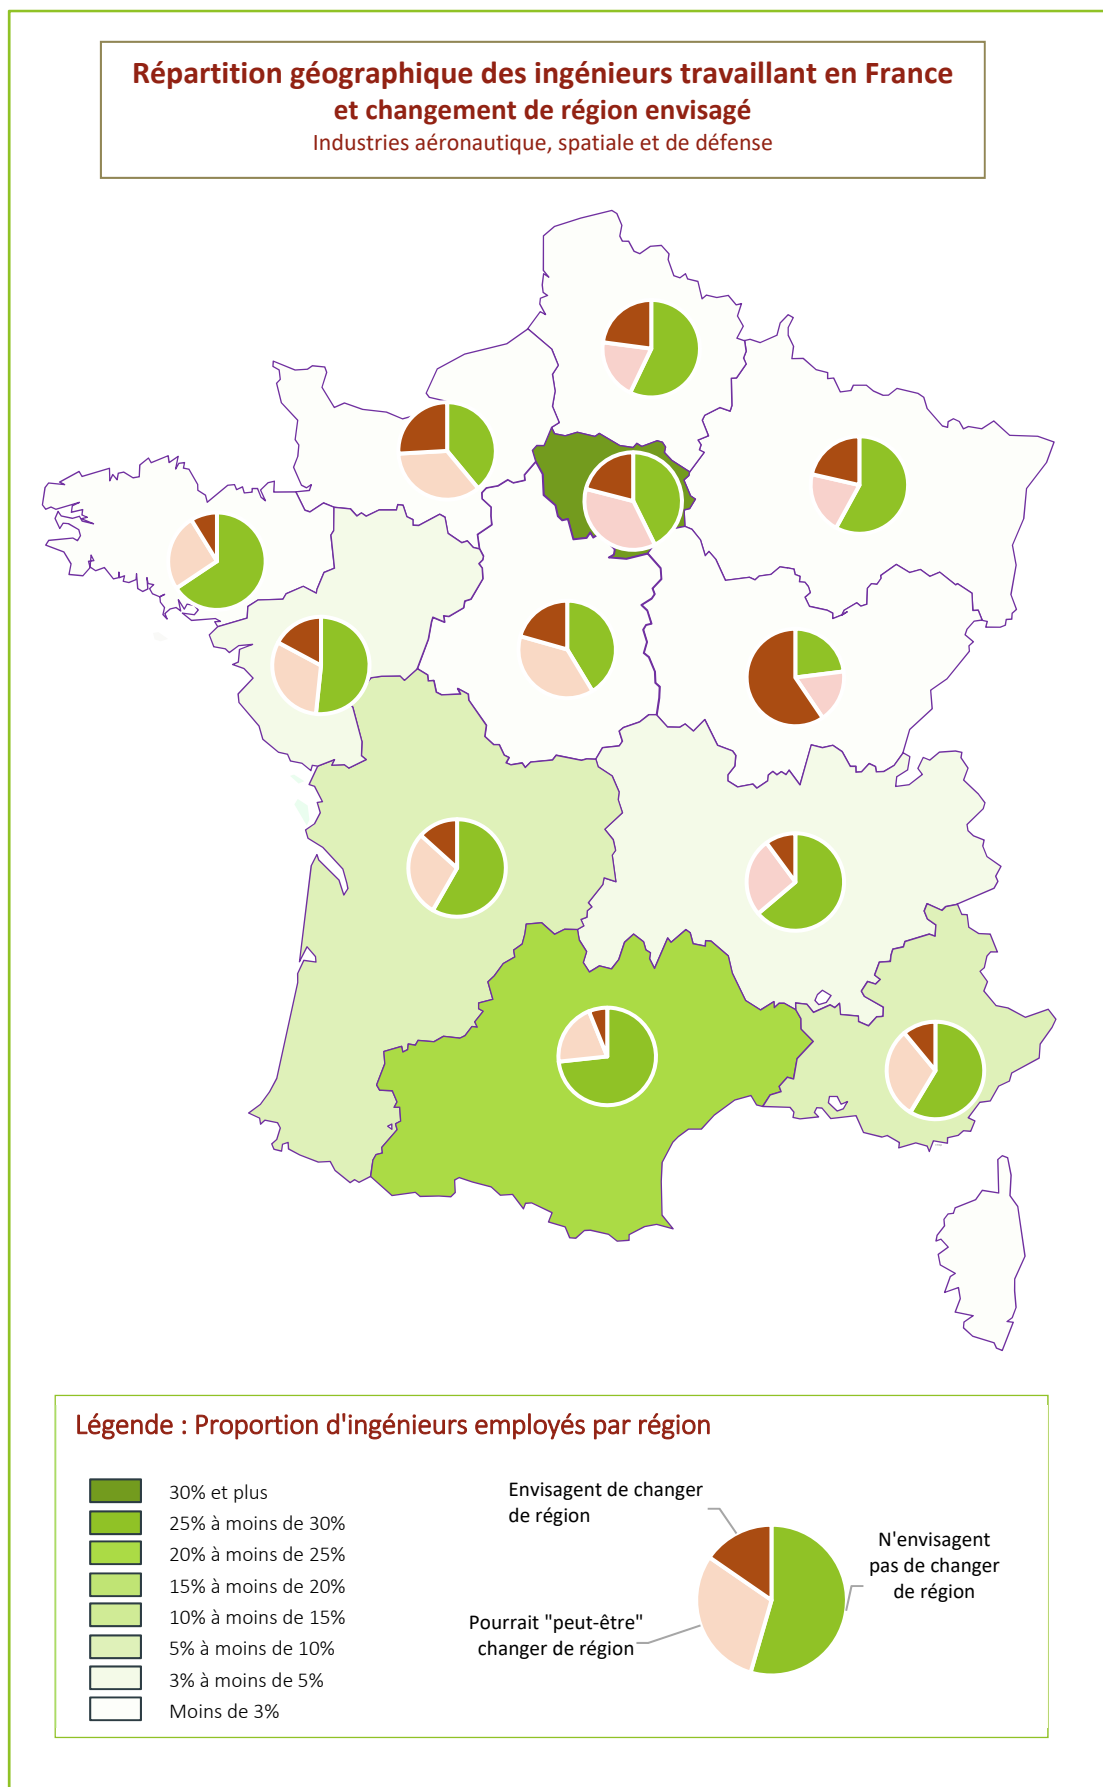 Répartition géographique des ingénieurs travaillant en France
et changement de région envisagé
Industries aéronautique, spatiale et de défense
Légende : Proportion d'ingénieurs employés par région
30% et plus
25% à moins de 30%
20% à moins de 25%
15% à moins de 20%
10% à moins de 15%
5% à moins de 10%
3% à moins de 5%
Moins de 3%
Envisagent de changer
de région
N'envisagent
pas de changer
de région
Pourrait "peut-être"
changer de région